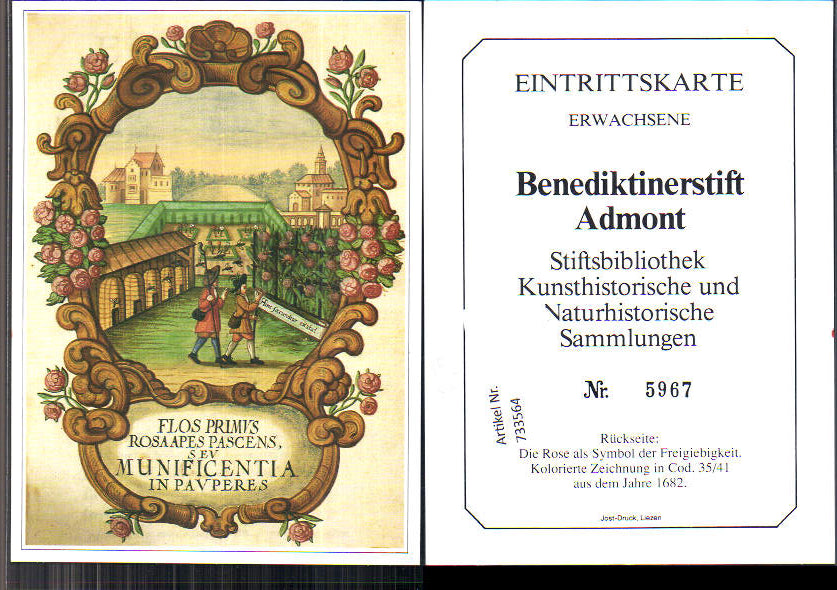 FLOS PRIMVS
ROSA APES PASCENS,
SEV
MUNIFICENTIA
IN PAVPERES
EINTRITTSKARTE
ERWACHSENE
Benediktinerstift
Admont
Stiftsbibliothek
Kunsthistorische und
Naturhistorische
Sammlungen
Nr. 5967
Artikel Nr.
733564
Rückseite:
Die Rose als Symbol der Freigiebigkeit.
Kolorierte Zeichnung in Cod. 35/41
aus dem Jahre 1682.
Jost-Druck, Liezen